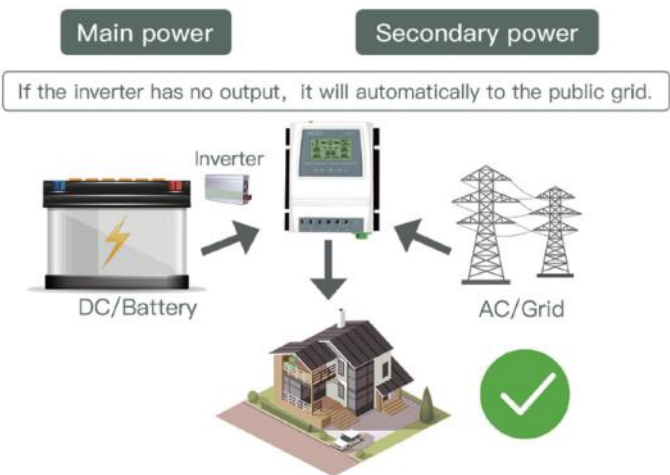 Main power
Secondary power
If the inverter has no output, it will automatically to the public grid.
Inverter
DC/Battery
AC/Grid